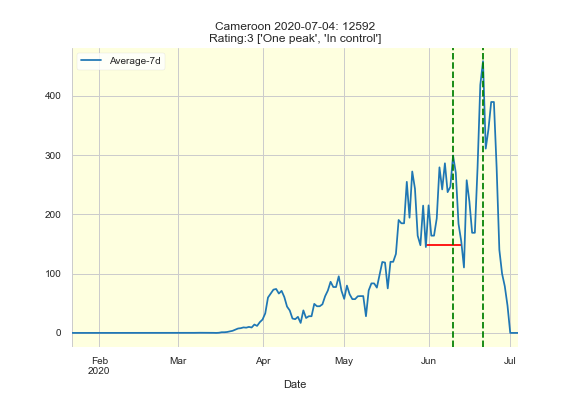 Cameroon 2020-07-04: 12592
Rating:3 ['One peak', 'In control']
Average-7d
400
300
200
100
0
Feb
2020
Mar
Apr
May
Jun
Jul
Date